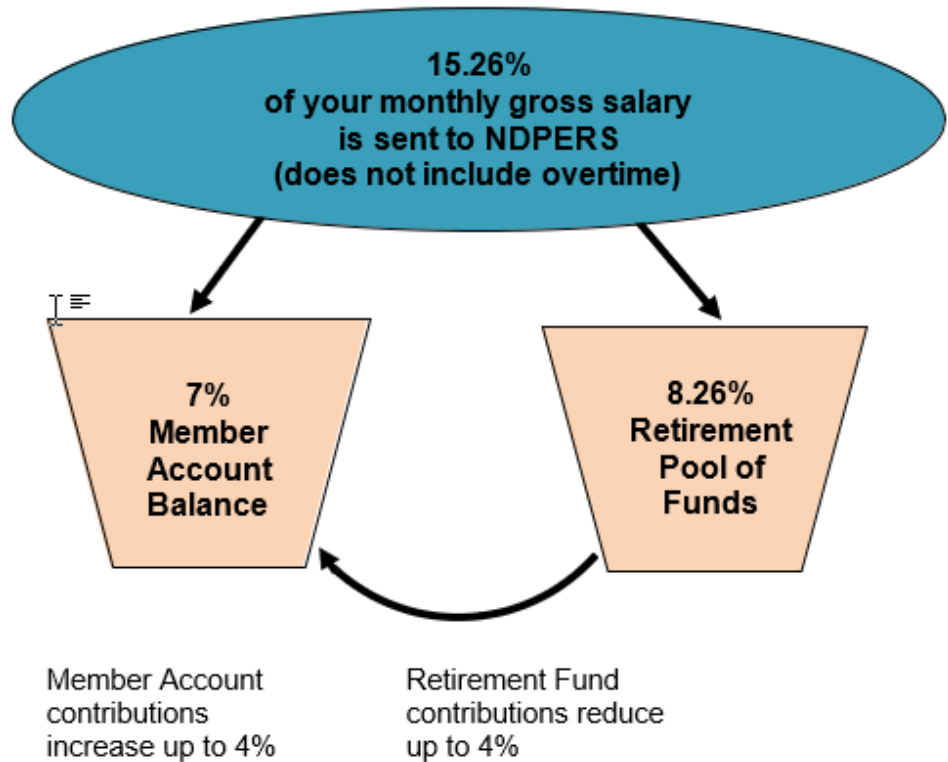 15.26%
of your monthly gross salary
is sent to NDPERS
(does not include overtime)
7%
Member
Account
Balance
8.26%
Retirement
Pool of
Funds
Member Account
contributions
increase up to 4%
Retirement Fund
contributions reduce
up to 4%